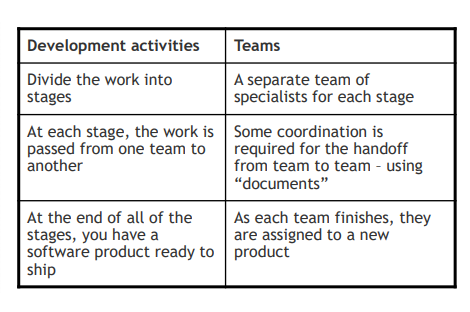 Development activities
Teams
Divide the work into
stages
A separate team of
specialists for each stage
At each stage, the work is
passed from one team to
another
Some coordination is
required for the handoff
from team to team – using
“documents”
At the end of all of the
stages, you have a
software product ready to
ship
As each team finishes, they
are assigned to a new
product